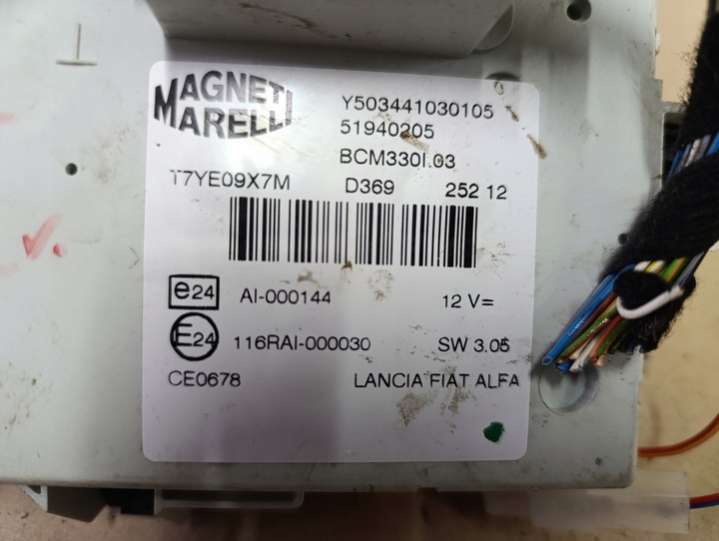 MAGNETI
MARELLI
Y503441030105
51940205
BCM330I.03
T7YE09X7M D369 252 12
e24 AI-000144 12 V=
E24 116RAI-000030 SW 3.05
CE0678 LANCIA FIAT ALFA